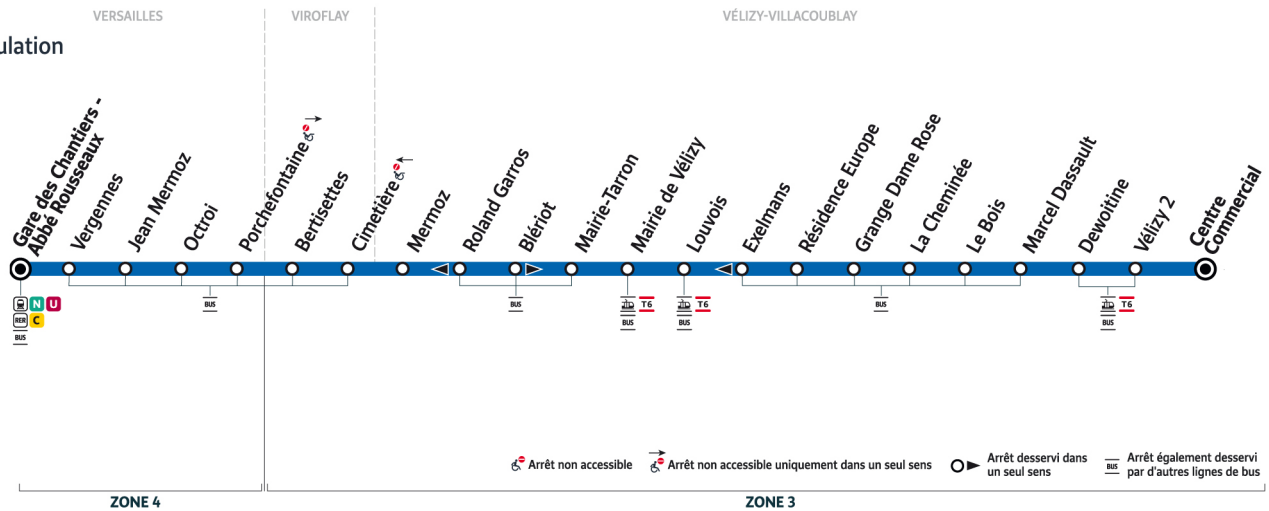 VERSAILLES
VIROFLAY
VÉLIZY-VILLACOUBLAY
ulation
Gare des Chantiers -
Abbé Rousseaux
Vergennes
Jean Mermoz
Octroi
Porchefontaine
Bertisettes
Cimetière
Mermoz
Roland Garros
Blériot
Mairie-Tarron
Mairie de Vélizy
Louvois
Exelmans
Résidence Europe
Grange Dame Rose
La Cheminée
Le Bois
Marcel Dassault
Dewoitine
Vélizy 2
Centre
Commercial
N U
RER C
BUS
BUS
BUS
T6
BUS
T6
BUS
BUS
T6
BUS
Arrêt non accessible
Arrêt non accessible uniquement dans un seul sens
Arrêt desservi dans
un seul sens
BUS
Arrêt également desservi
par d'autres lignes de bus
ZONE 4
ZONE 3